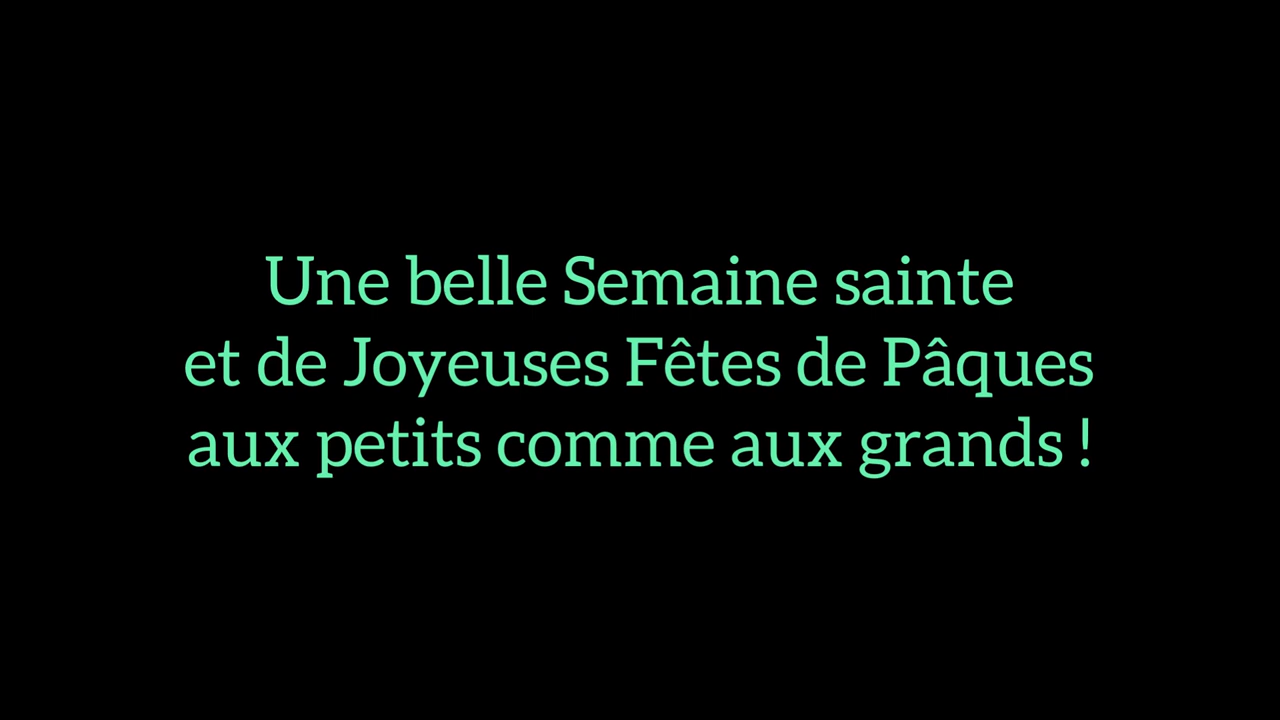 Une belle Semaine sainte
et de Joyeuses Fêtes de Pâques
aux petits comme aux grands !